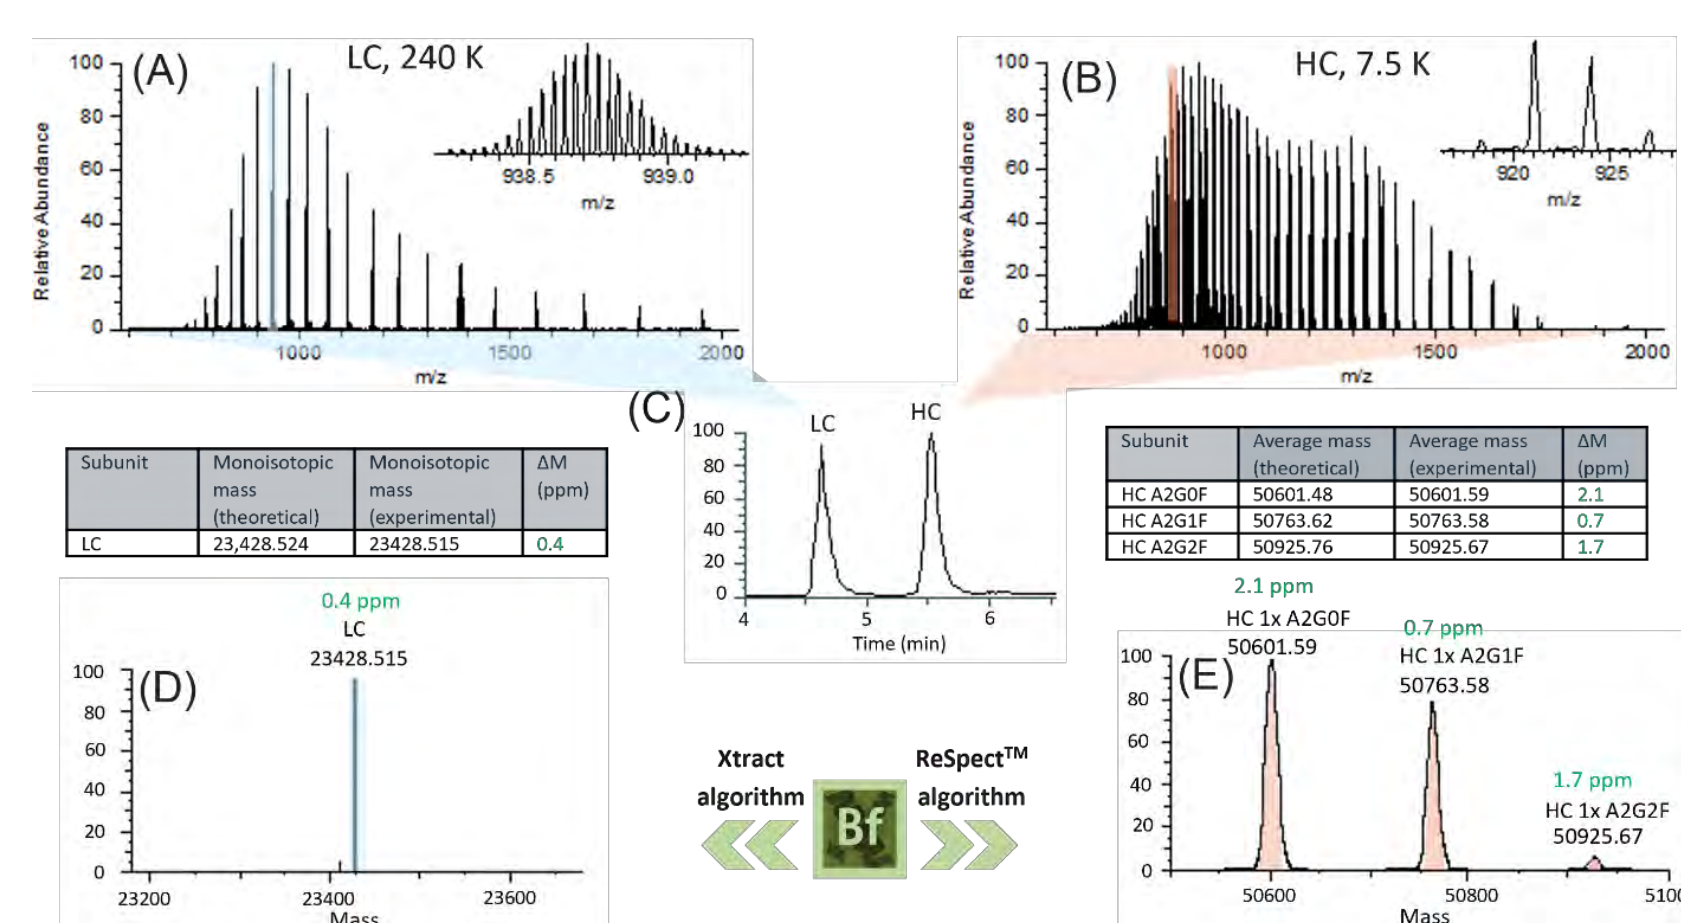 (A)
LC, 240 K
Relative Abundance
100
80
60
40
20
0
1000
1500
2000
m/z
938.5
939.0
m/z
(B)
HC, 7.5 K
Relative Abundance
100
80
60
40
20
0
1000
1500
2000
m/z
920
925
m/z
(C)
LC
HC
100
80
60
40
20
0
4
5
6
Time (min)
Subunit
Monoisotopic
mass
(theoretical)
Monoisotopic
mass
(experimental)
ΔM
(ppm)
LC
23,428.524
23428.515
0.4
Subunit
Average mass
(theoretical)
Average mass
(experimental)
ΔM
(ppm)
HC A2G0F
50601.48
50601.59
2.1
HC A2G1F
50763.62
50763.58
0.7
HC A2G2F
50925.76
50925.67
1.7
(D)
0.4 ppm
LC
23428.515
100
80
60
40
20
0
23200
23400
23600
Mass
Xtract
algorithm
Bf
ReSpect™
algorithm
(E)
2.1 ppm
HC 1x A2G0F
50601.59
0.7 ppm
HC 1x A2G1F
50763.58
1.7 ppm
HC 1x A2G2F
50925.67
100
80
60
40
20
0
50600
50800
5100
Mass